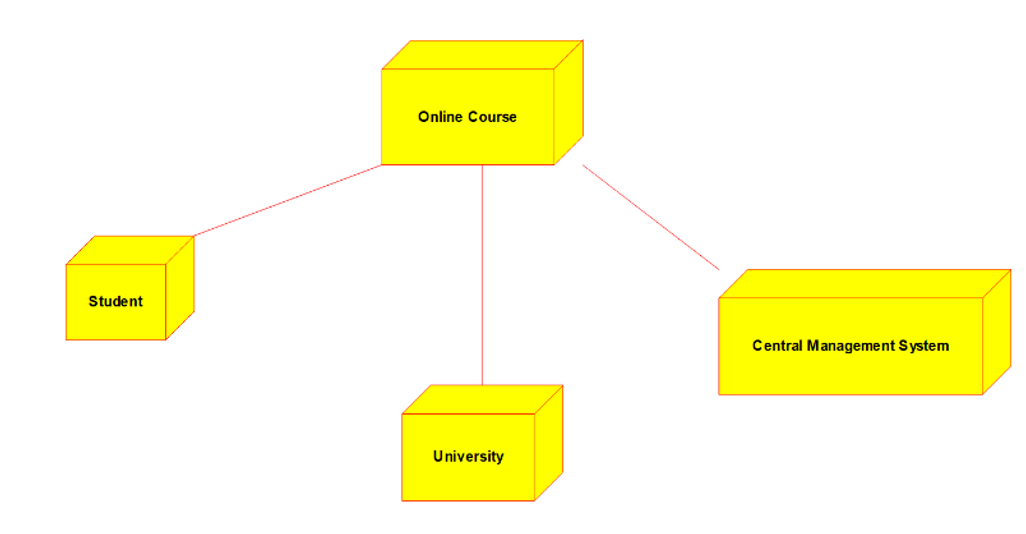 Online Course
Student
Central Management System
University